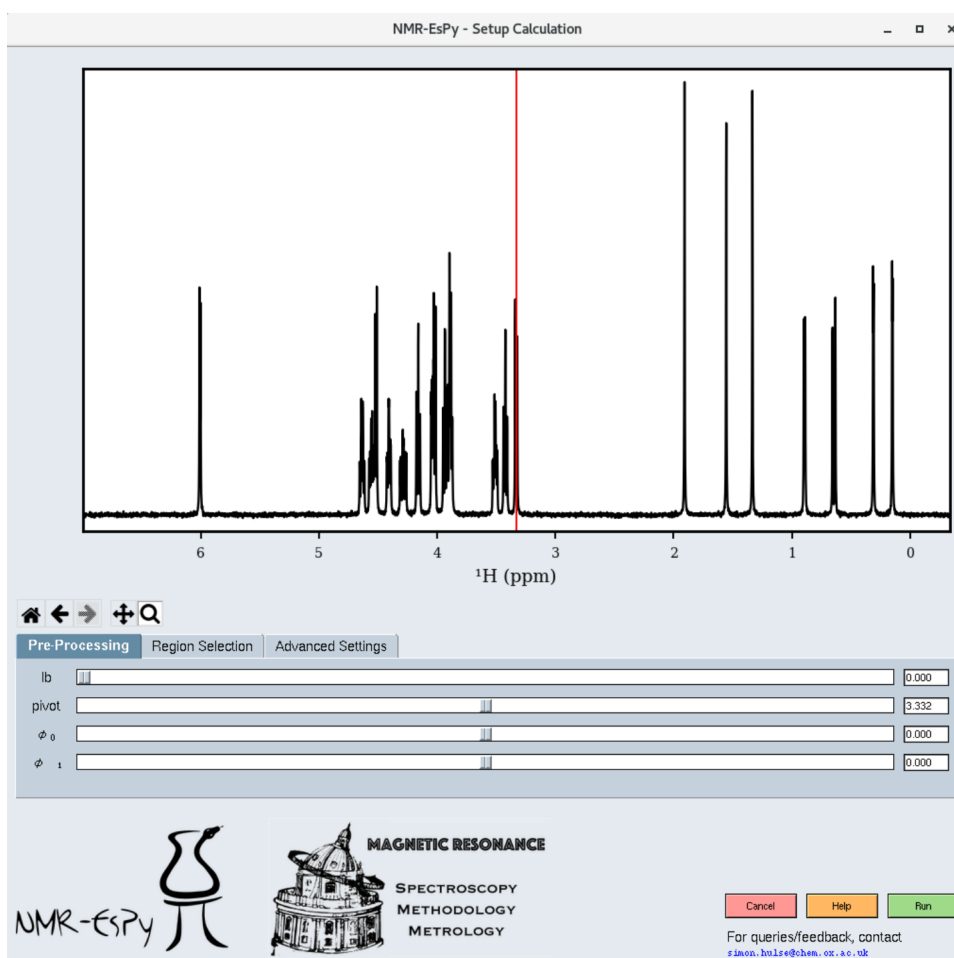 NMR-EsPy - Setup Calculation
6 5 4 3 2 1 0
¹H (ppm)
Pre-Processing Region Selection Advanced Settings
lb 0.000
pivot 3.332
ϕ 0 0.000
ϕ 1 0.000
MAGNETIC RESONANCE
SPECTROSCOPY
METHODOLOGY
METROLOGY
NMR-EsPy
Cancel Help Run
For queries/feedback, contact
simon.hulse@chem.ox.ac.uk